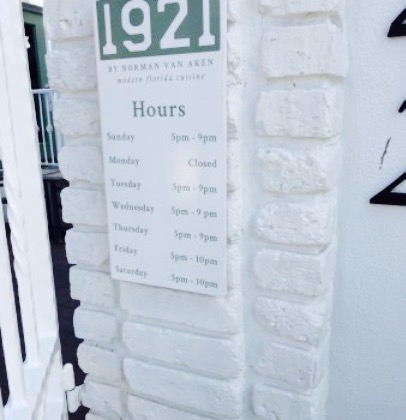 1921
BY NORMAN VAN AKEN
modern florida cuisine
Hours
Sunday 5pm - 9pm
Monday Closed
Tuesday 5pm - 9pm
Wednesday 5pm - 9 pm
Thursday 5pm - 9pm
Friday 5pm - 10pm
Saturday 5pm - 10pm